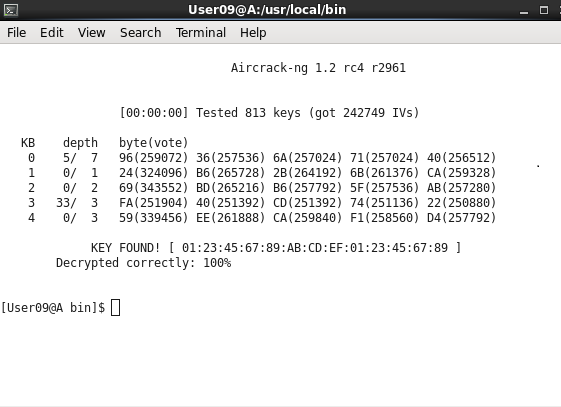 User09@A:/usr/local/bin
File Edit View Search Terminal Help
Aircrack-ng 1.2 rc4 r2961
[00:00:00] Tested 813 keys (got 242749 IVs)
KB depth byte(vote)
0 5/ 7 96(259072) 36(257536) 6A(257024) 71(257024) 40(256512)
1 0/ 1 24(324096) B6(265728) 2B(264192) 6B(261376) CA(259328)
2 0/ 2 69(343552) BD(265216) B6(257792) 5F(257536) AB(257280)
3 33/ 3 FA(251904) 40(251392) CD(251392) 74(251136) 22(250880)
4 0/ 3 59(339456) EE(261888) CA(259840) F1(258560) D4(257792)
KEY FOUND! [ 01:23:45:67:89:AB:CD:EF:01:23:45:67:89 ]
Decrypted correctly: 100%
[User09@A bin]$